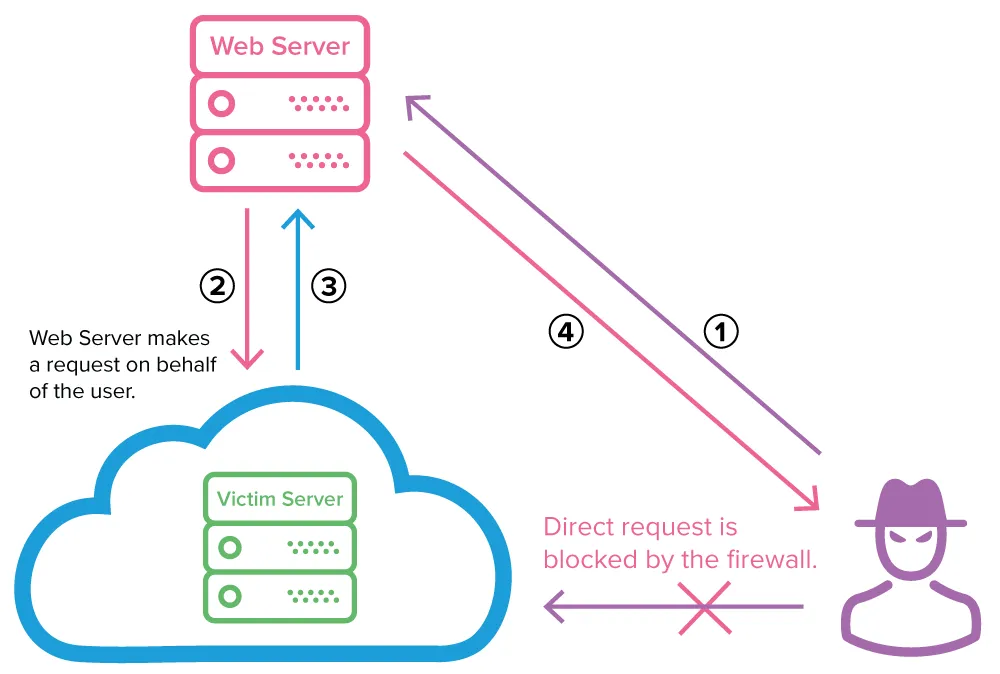 Web Server
②
③
Web Server makes
a request on behalf
of the user.
④
①
Victim Server
Direct request is
blocked by the firewall.